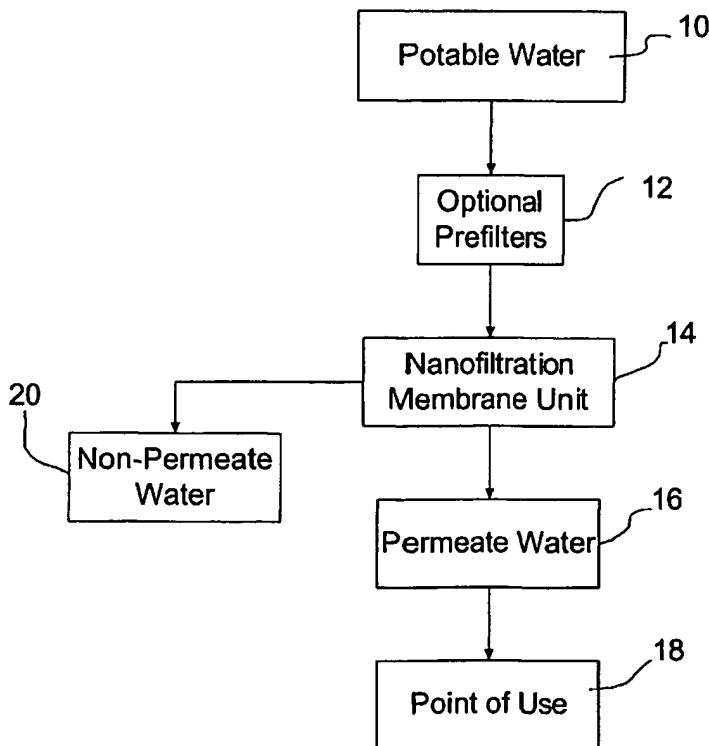 Potable Water
10
Optional
Prefilters
12
Nanofiltration
Membrane Unit
14
20
Non-Permeate
Water
Permeate Water
16
Point of Use
18